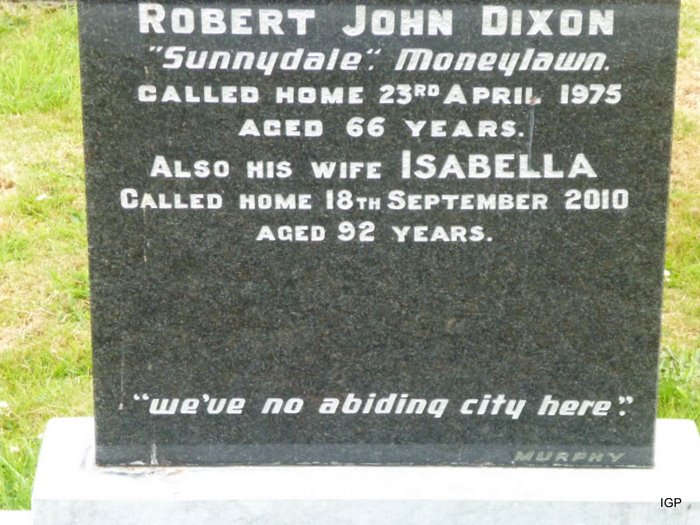 ROBERT JOHN DIXON
"Sunnydale". Moneylawn.
CALLED HOME 23RD APRIL 1975
AGED 66 YEARS.
ALSO HIS WIFE ISABELLA
CALLED HOME 18TH SEPTEMBER 2010
AGED 92 YEARS.
"we've no abiding city here".
MURPHY
IGP